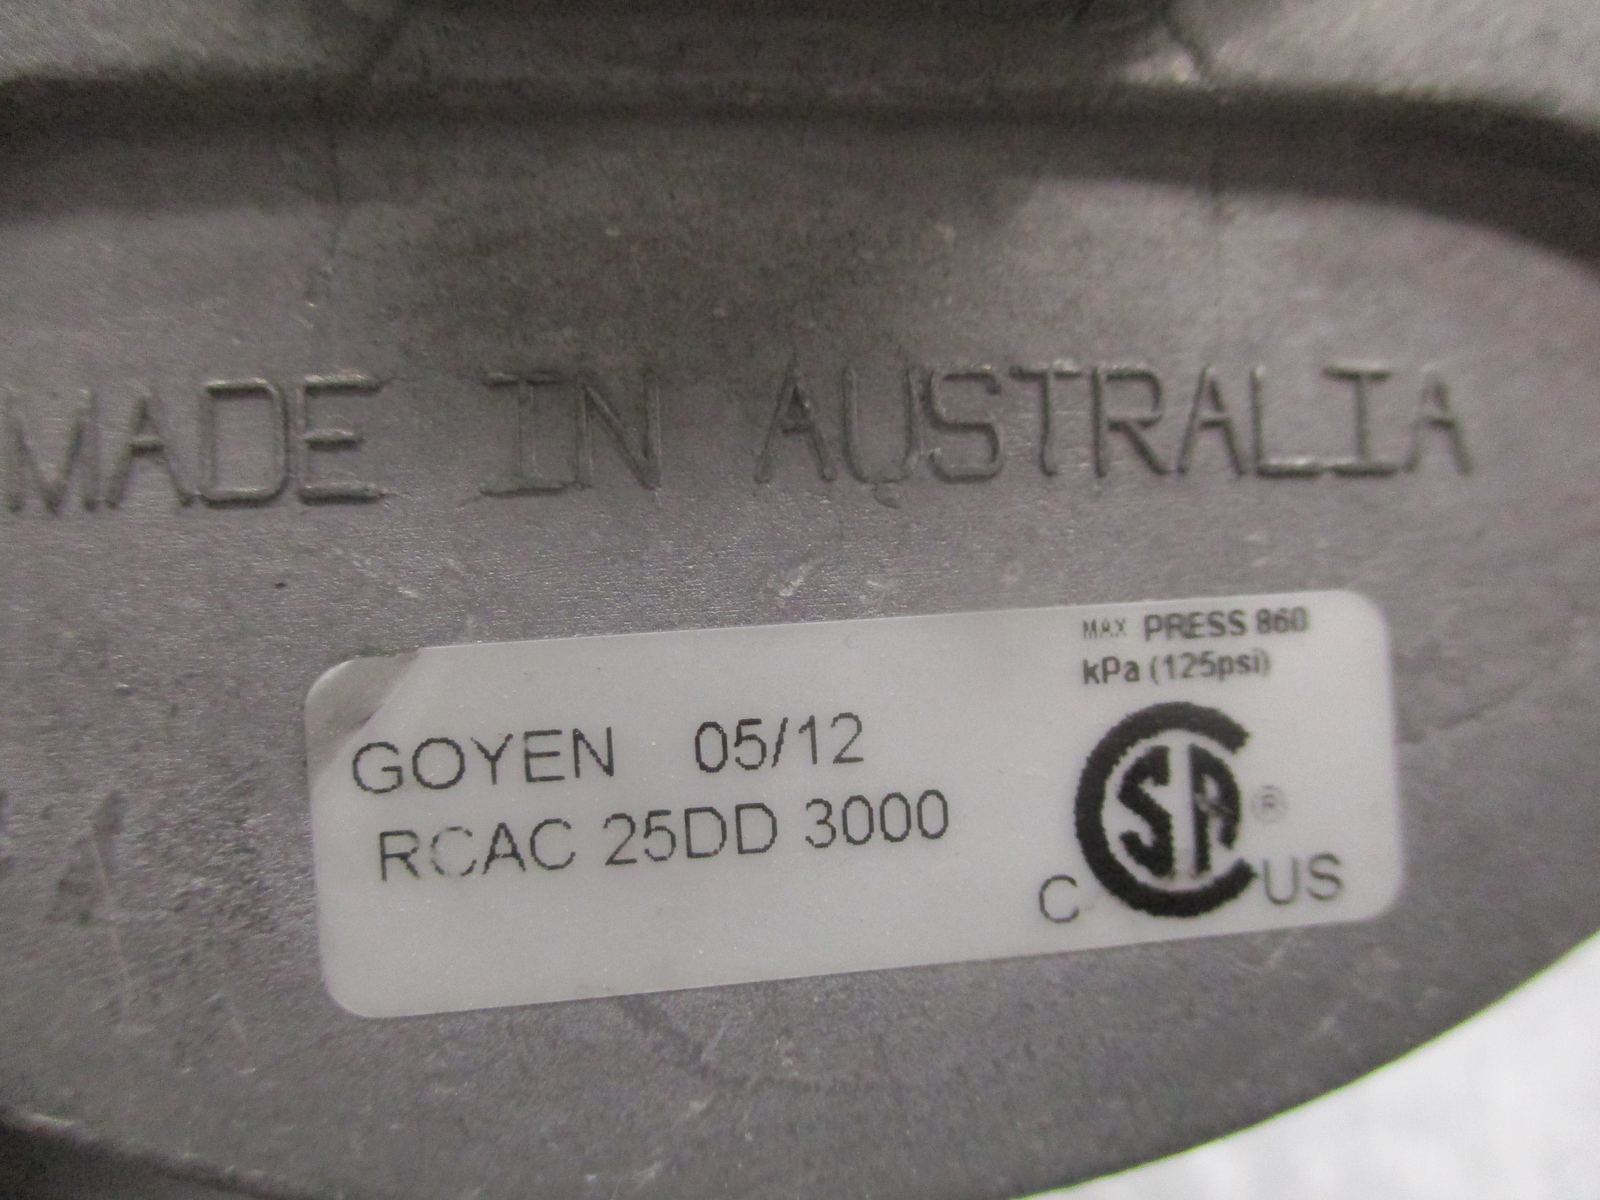 MADE IN AUSTRALIA
MAX PRESS 860
kPa (125psi)
GOYEN 05/12
RCAC 25DD 3000
C SA ® US